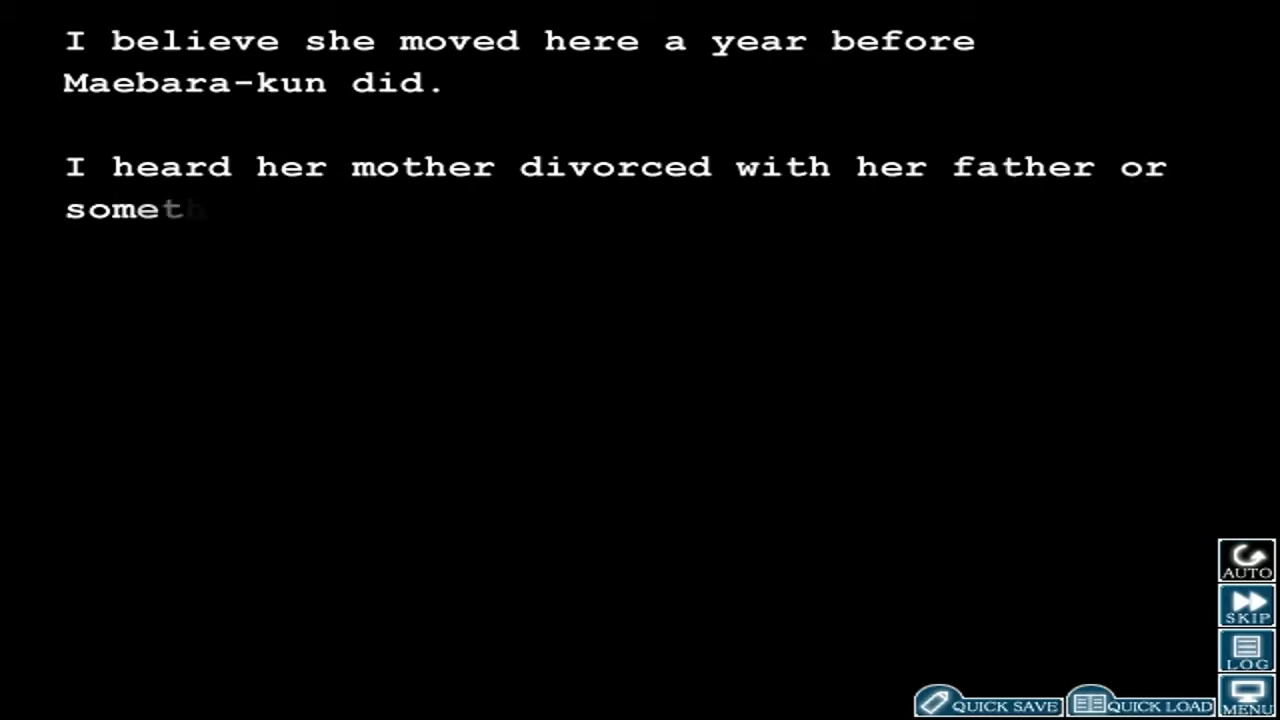 I believe she moved here a year before
Maebara-kun did.
I heard her mother divorced with her father or
someth
AUTO
SKIP
LOG
QUICK SAVE
QUICK LOAD
MENU